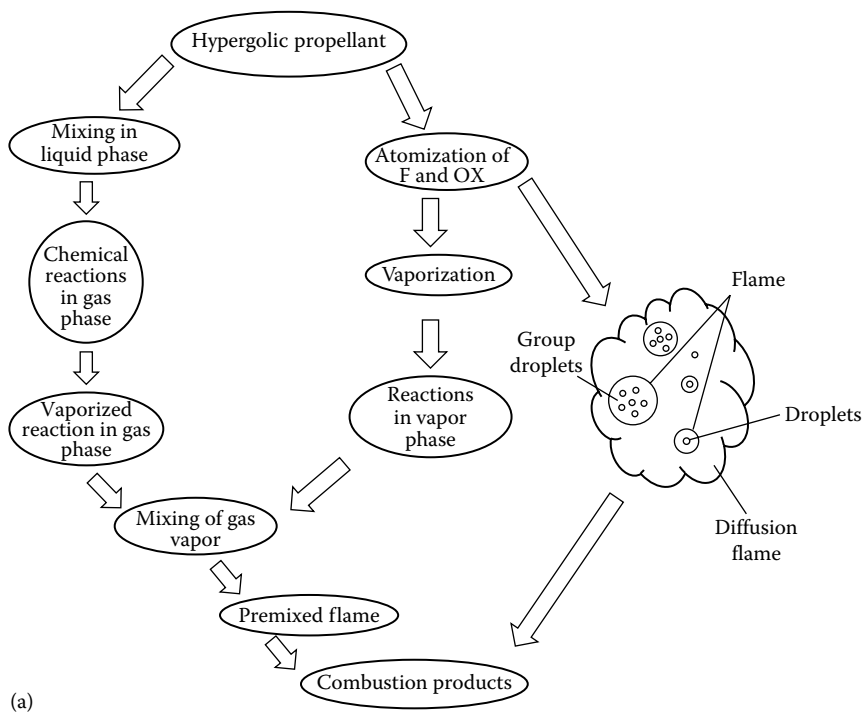 Hypergolic propellant
Mixing in
liquid phase
Atomization of
F and OX
Chemical
reactions
in gas
phase
Vaporization
Flame
Group
droplets
Vaporized
reaction in gas
phase
Reactions
in vapor
phase
Droplets
Mixing of gas
vapor
Diffusion
flame
Premixed flame
Combustion products
(a)